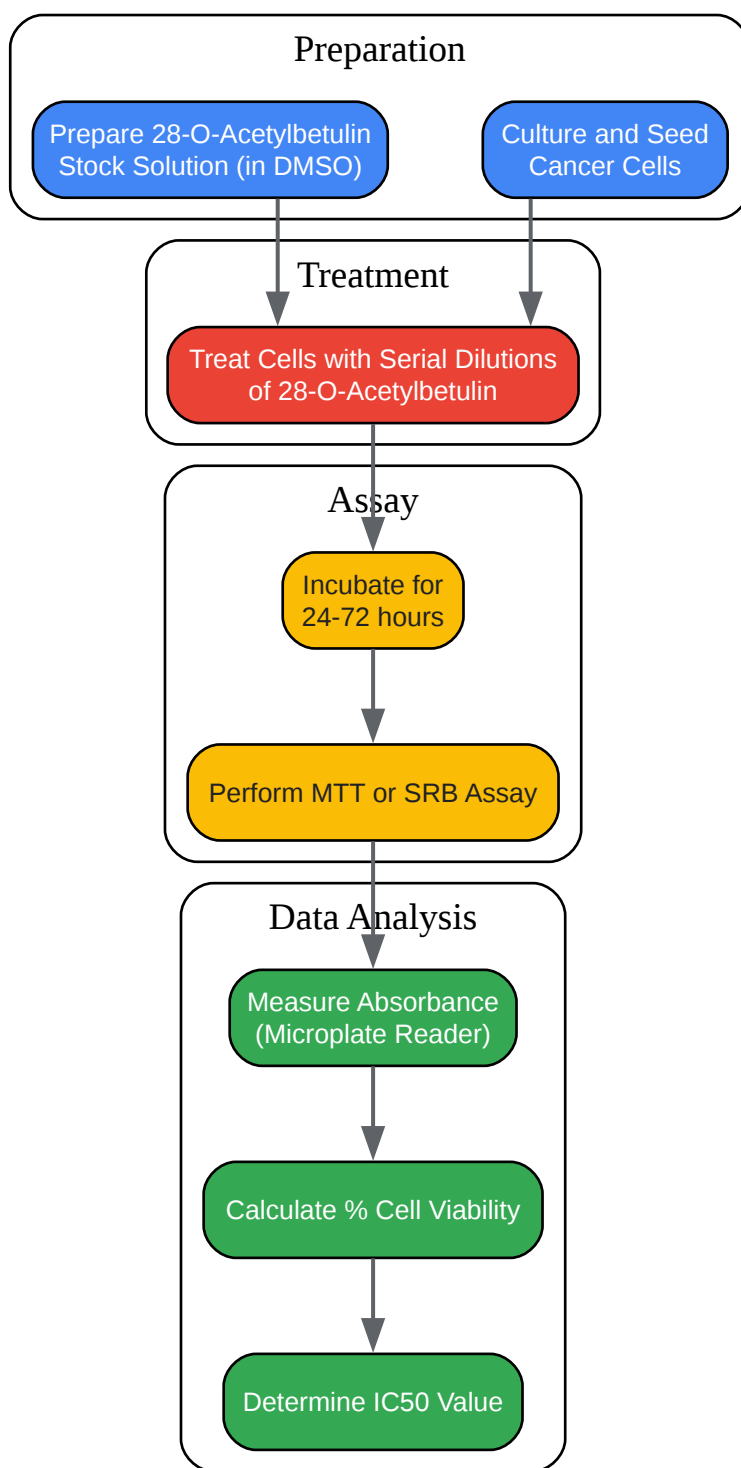 Preparation
Prepare 28-O-Acetylbetulin
Stock Solution (in DMSO)
Culture and Seed
Cancer Cells
Treatment
Treat Cells with Serial Dilutions
of 28-O-Acetylbetulin
Assay
Incubate for
24-72 hours
Perform MTT or SRB Assay
Data Analysis
Measure Absorbance
(Microplate Reader)
Calculate % Cell Viability
Determine IC50 Value